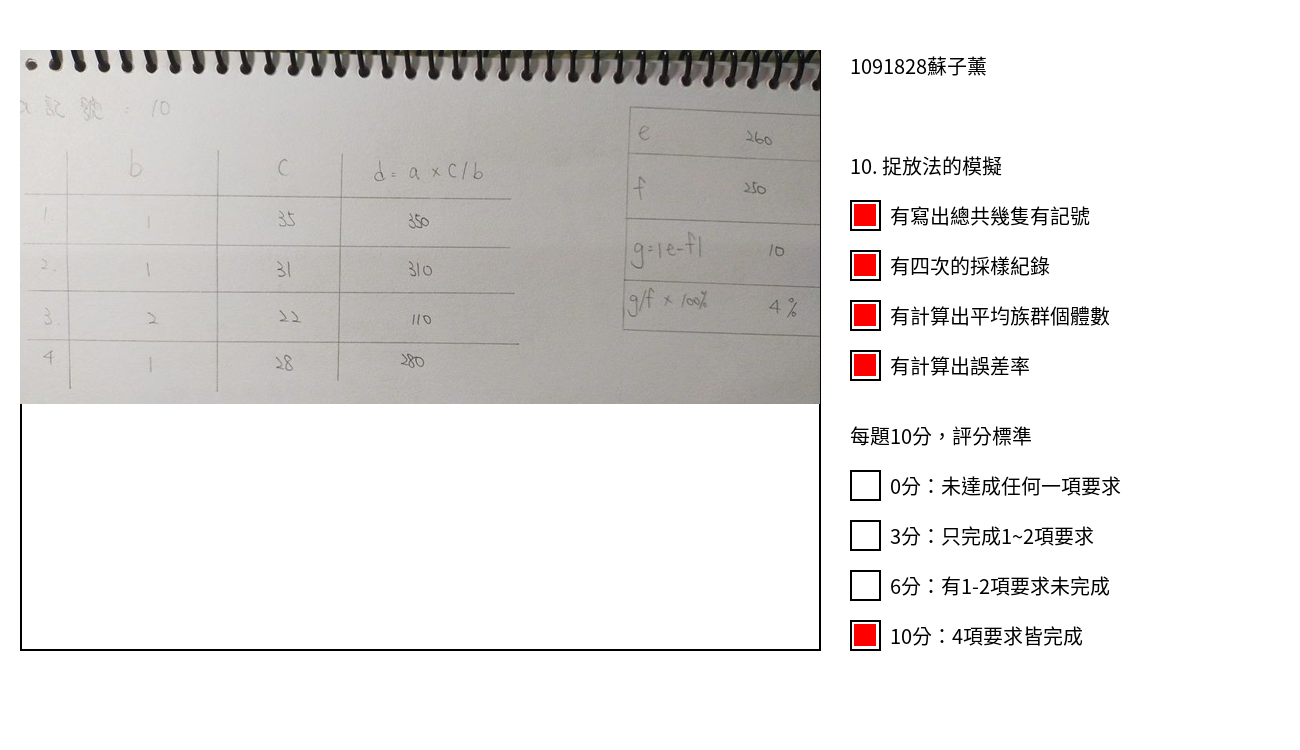 a 記號：10
b c d= a × c/b
1. 1 35 350
2. 1 31 310
3. 2 22 110
4 1 28 280
e 260
f 250
g=|e-f| 10
g/f × 100% 4%
1091828蘇子薰
10. 捉放法的模擬
有寫出總共幾隻有記號
有四次的採樣紀錄
有計算出平均族群個體數
有計算出誤差率
每題10分，評分標準
0分：未達成任何一項要求
3分：只完成1~2項要求
6分：有1-2項要求未完成
10分：4項要求皆完成